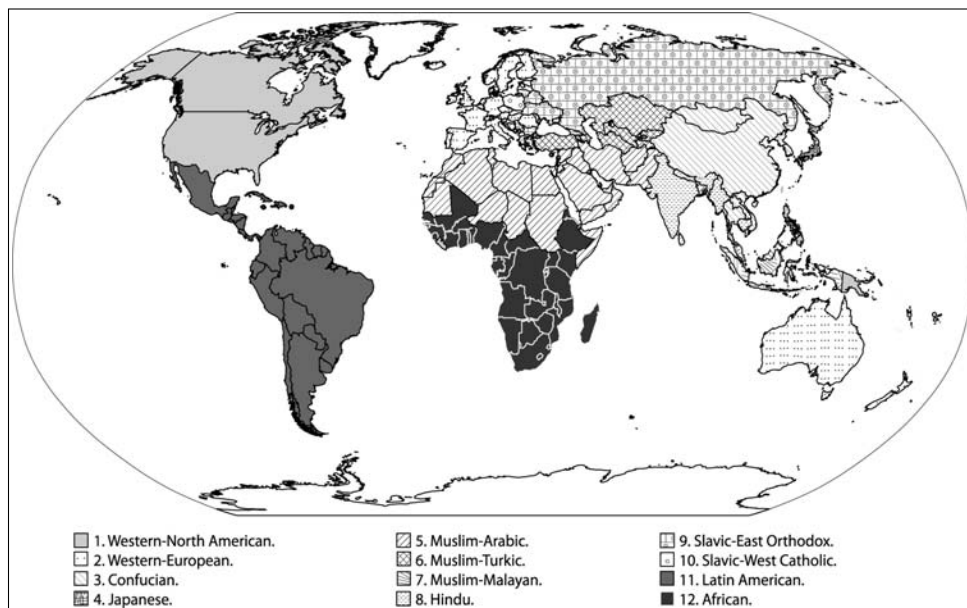 1. Western-North American.
2. Western-European.
3. Confucian.
4. Japanese.
5. Muslim-Arabic.
6. Muslim-Turkic.
7. Muslim-Malayan.
8. Hindu.
9. Slavic-East Orthodox.
10. Slavic-West Catholic.
11. Latin American.
12. African.